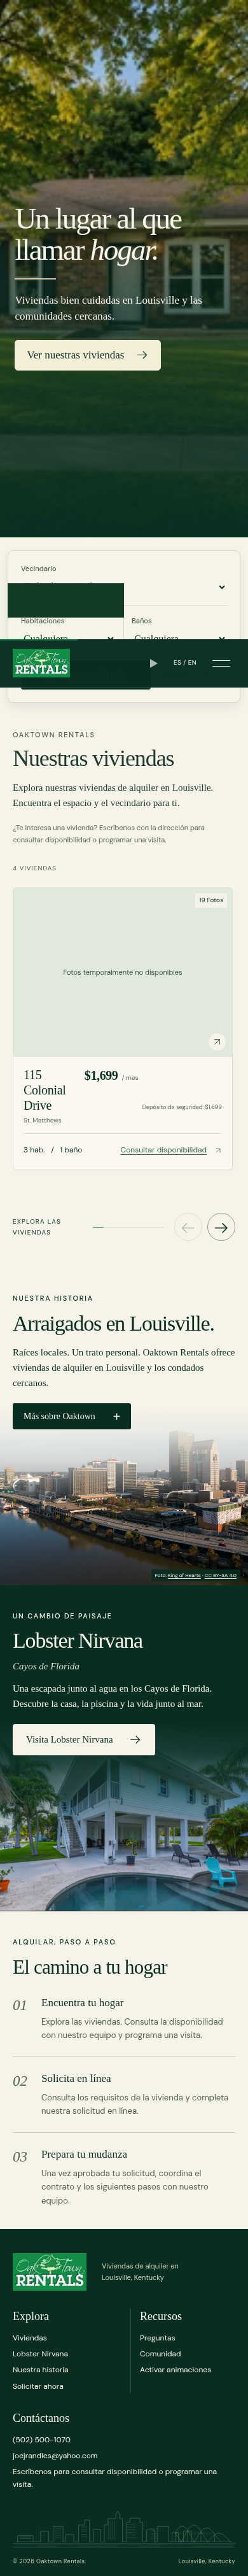 Un lugar al que
llamar hogar.
Viviendas bien cuidadas en Louisville y las
comunidades cercanas.
Ver nuestras viviendas
Vecindario
Habitaciones
Baños
Cualquiera
Cualquiera
OakTown
RENTALS
ES / EN
OAKTOWN RENTALS
Nuestras viviendas
Explora nuestras viviendas de alquiler en Louisville.
Encuentra el espacio y el vecindario para ti.
¿Te interesa una vivienda? Escríbenos con la dirección para
consultar disponibilidad o programar una visita.
4 VIVIENDAS
19 Fotos
Fotos temporalmente no disponibles
115
Colonial
Drive
$1,699 / mes
Depósito de seguridad: $1,699
St. Matthews
3 hab. / 1 baño
Consultar disponibilidad
EXPLORA LAS
VIVIENDAS
NUESTRA HISTORIA
Arraigados en Louisville.
Raíces locales. Un trato personal. Oaktown Rentals ofrece
viviendas de alquiler en Louisville y los condados
cercanos.
Más sobre Oaktown
Foto: King of Hearts · CC BY-SA 4.0
UN CAMBIO DE PAISAJE
Lobster Nirvana
Cayos de Florida
Una escapada junto al agua en los Cayos de Florida.
Descubre la casa, la piscina y la vida junto al mar.
Visita Lobster Nirvana
ALQUILAR, PASO A PASO
El camino a tu hogar
01
Encuentra tu hogar
Explora las viviendas. Consulta la disponibilidad
con nuestro equipo y programa una visita.
02
Solicita en línea
Consulta los requisitos de la vivienda y completa
nuestra solicitud en línea.
03
Prepara tu mudanza
Una vez aprobada tu solicitud, coordina el
contrato y los siguientes pasos con nuestro
equipo.
OakTown
RENTALS
Viviendas de alquiler en
Louisville, Kentucky
Explora
Viviendas
Lobster Nirvana
Nuestra historia
Solicitar ahora
Recursos
Preguntas
Comunidad
Activar animaciones
Contáctanos
(502) 500-1070
joejrandles@yahoo.com
Escríbenos para consultar disponibilidad o programar una
visita.
© 2026 Oaktown Rentals
Louisville, Kentucky